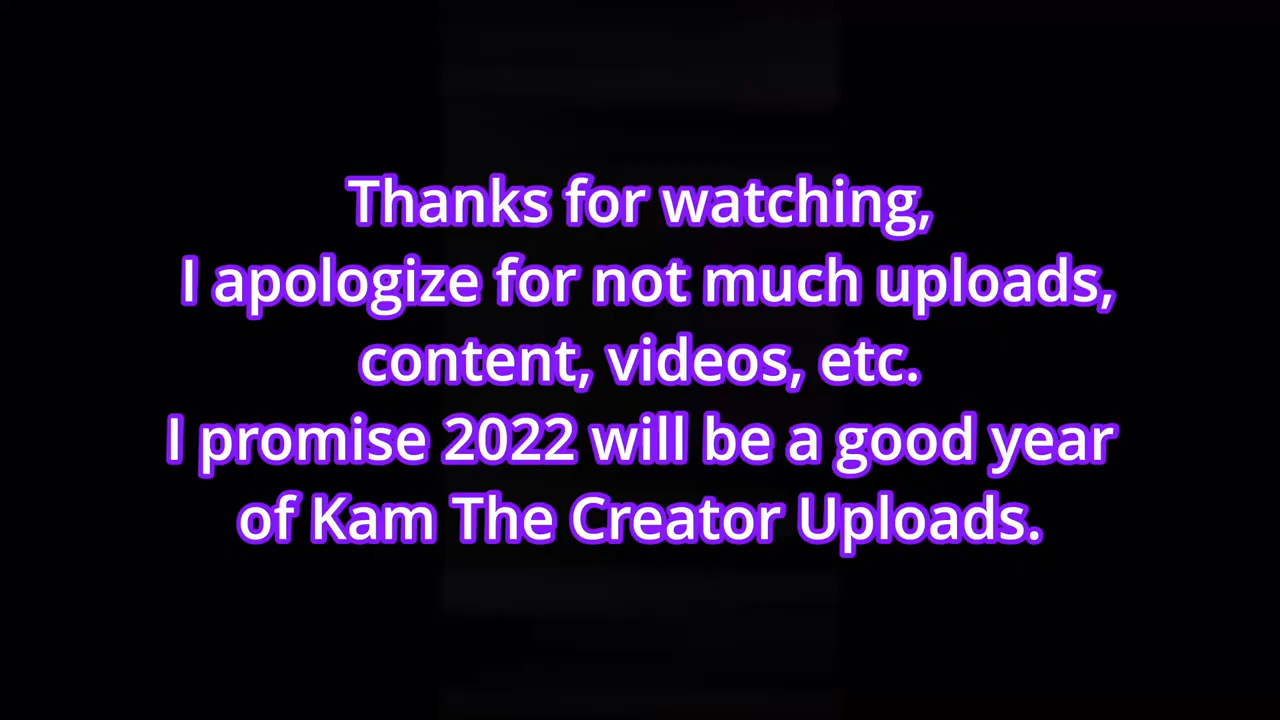 Thanks for watching,
I apologize for not much uploads,
content, videos, etc.
I promise 2022 will be a good year
of Kam The Creator Uploads.